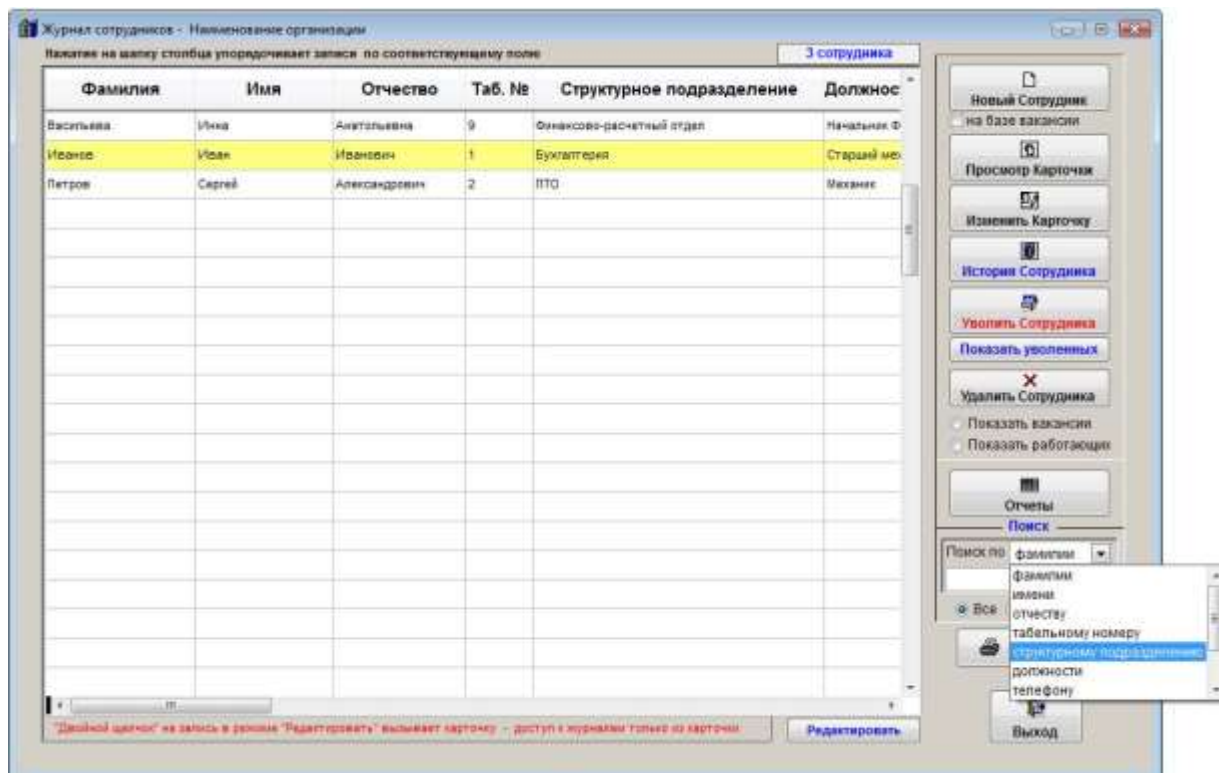 Журнал сотрудников - Наименование организации
Нажатие на шапку столбца упорядочивает записи по соответствующему полю
3 сотрудника
Фамилия Имя Отчество Таб. № Структурное подразделение Должнос
Васильева Инна Анатольевна 9 Финансово-расчетный отдел Начальник Ф
Иванов Иван Иванович 1 Бухгалтерия Старший мех
Петров Сергей Александрович 2 ПТО Механик
Новый Сотрудник
на базе вакансии
Просмотр Карточки
Изменить Карточку
История Сотрудника
Уволить Сотрудника
Показать уволенных
Удалить Сотрудника
Показать вакансии
Показать работающих
Отчеты
Поиск
Поиск по фамилии
фамилии
имени
Все
отчеству
табельному номеру
структурному подразделению
должности
телефону
"Двойной щелчок" на запись в режиме "Редактировать" вызывает карточку - доступ к журналам только из карточки
Редактировать
Выход